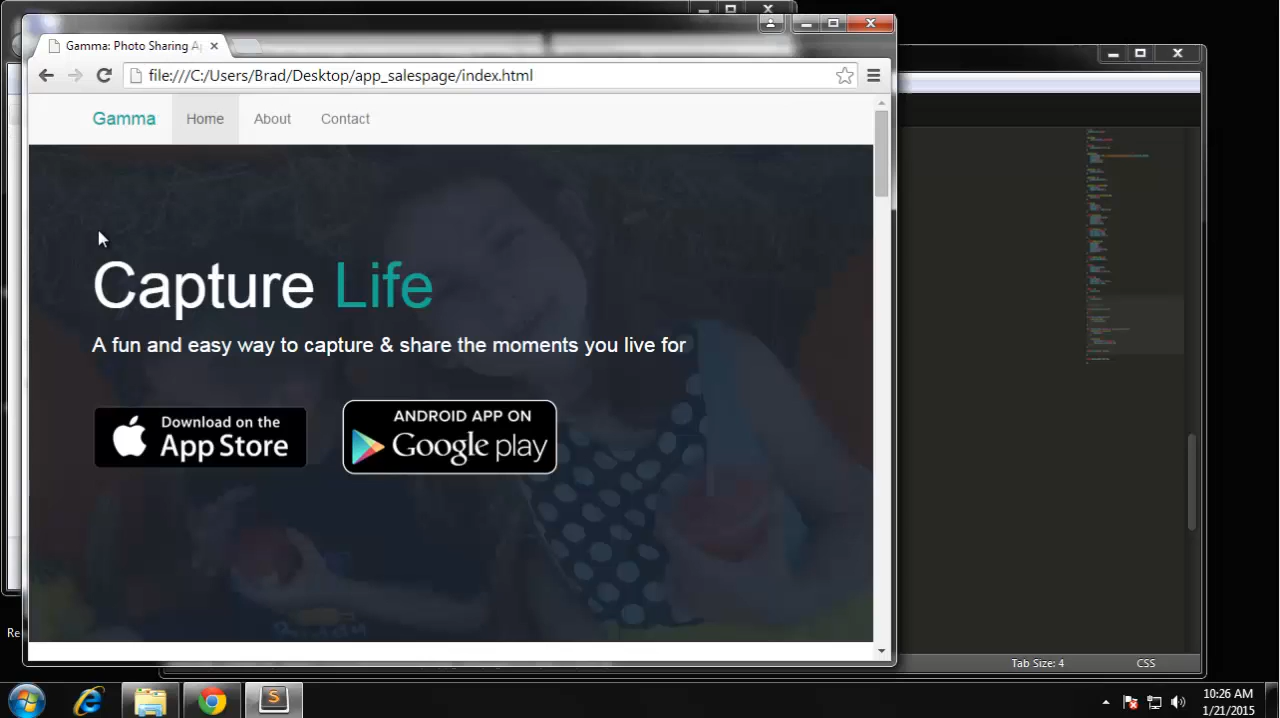 Gamma: Photo Sharing A
file:///C:/Users/Brad/Desktop/app_salespage/index.html
Gamma
Home
About
Contact
Capture Life
A fun and easy way to capture & share the moments you live for
Download on the
App Store
ANDROID APP ON
Google play
Re
Tab Size: 4
CSS
10:26 AM
1/21/2015